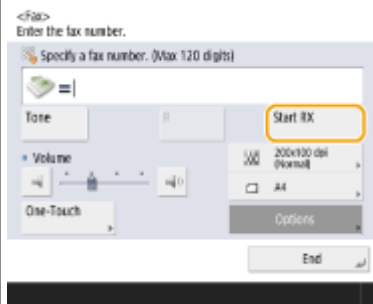 <Fax>
Enter the fax number.
Specify a fax number. (Max 120 digits)
=
Tone
R
Start RX
Volume
200x100 dpi
(Normal)
A4
One-Touch
Options
End